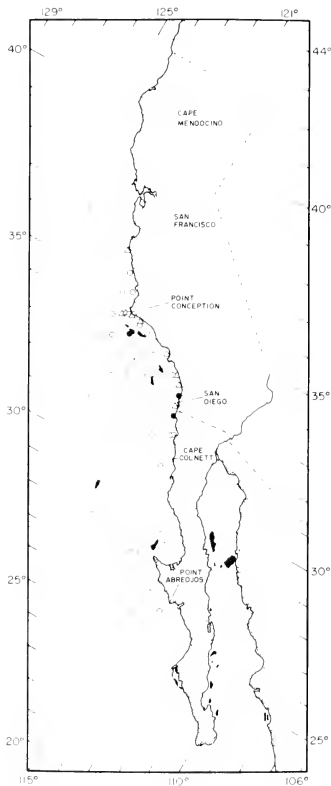 129° 125° 121°
40° 44°
CAPE
MENDOCINO
40°
SAN
FRANCISCO
35°
POINT
CONCEPTION
35°
SAN
DIEGO
30°
CAPE
COLNETT
30°
POINT
ABREOJOS
25°
25°
20°
115° 110° 106°